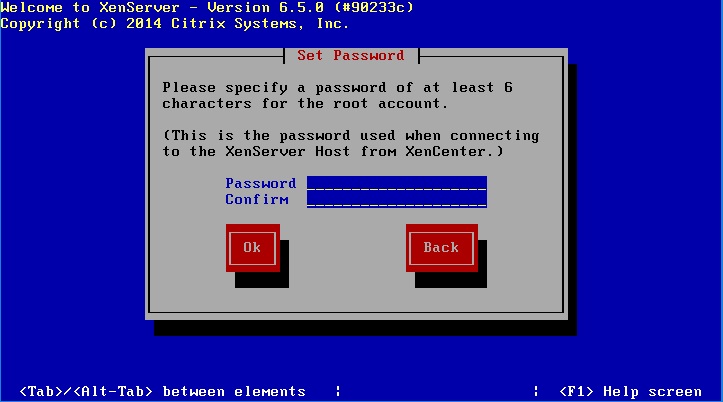 Welcome to XenServer - Version 6.5.0 (#90233c)
Copyright (c) 2014 Citrix Systems, Inc.
Set Password
Please specify a password of at least 6
characters for the root account.
(This is the password used when connecting
to the XenServer Host from XenCenter.)
Password ____________________
Confirm ____________________
Ok Back
<Tab>/<Alt-Tab> between elements ¦ ¦ <F1> Help screen